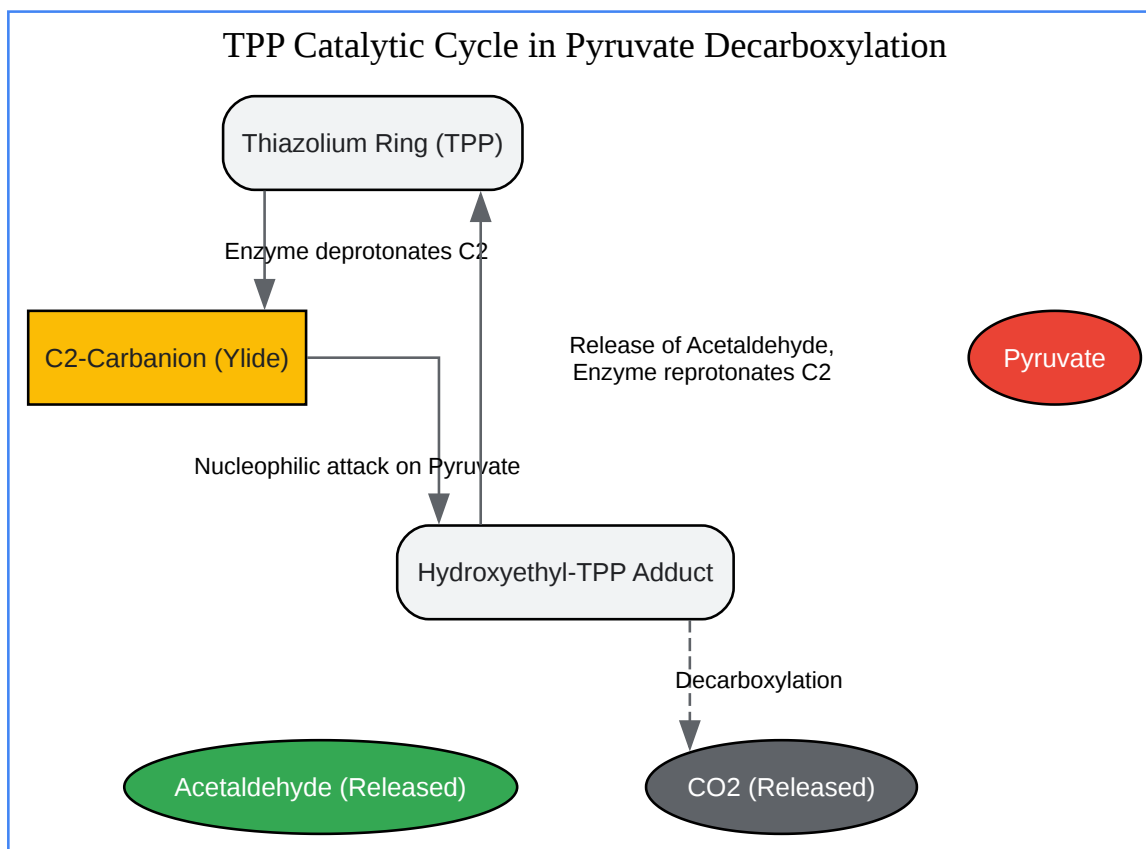 TPP Catalytic Cycle in Pyruvate Decarboxylation
Thiazolium Ring (TPP)
Enzyme deprotonates C2
C2-Carbanion (Ylide)
Release of Acetaldehyde,
Enzyme reprotonates C2
Pyruvate
Nucleophilic attack on Pyruvate
Hydroxyethyl-TPP Adduct
Decarboxylation
Acetaldehyde (Released)
CO2 (Released)